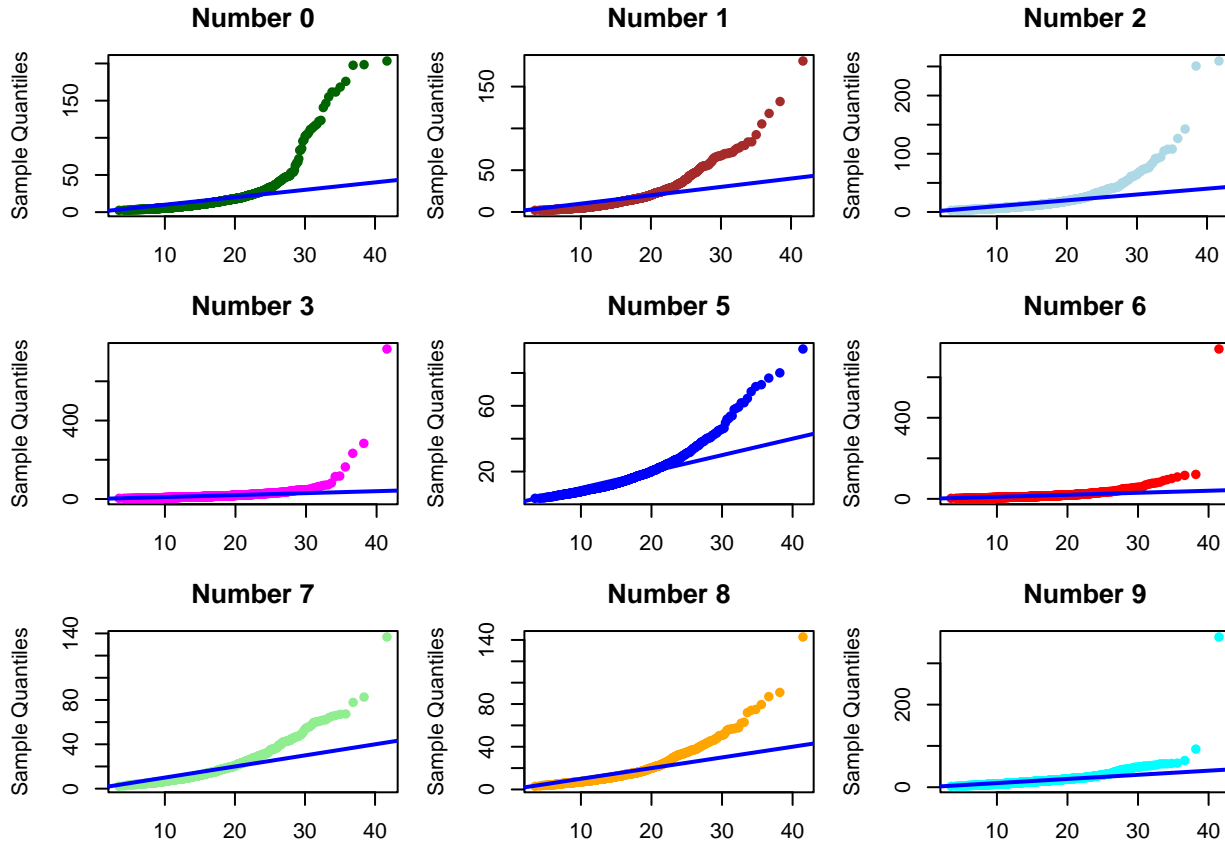 Number 0
Sample Quantiles
0 50 150
10 20 30 40
Number 1
Sample Quantiles
0 50 150
10 20 30 40
Number 2
Sample Quantiles
0 100 200
10 20 30 40
Number 3
Sample Quantiles
0 400
10 20 30 40
Number 5
Sample Quantiles
20 60
10 20 30 40
Number 6
Sample Quantiles
0 400
10 20 30 40
Number 7
Sample Quantiles
0 40 80 140
10 20 30 40
Number 8
Sample Quantiles
0 40 80 140
10 20 30 40
Number 9
Sample Quantiles
0 200
10 20 30 40